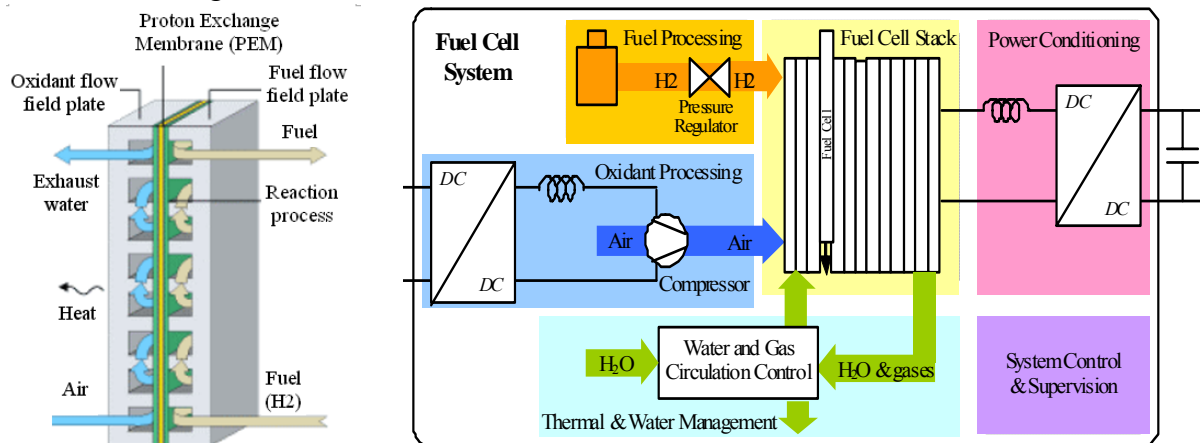 Proton Exchange
Membrane (PEM)
Oxidant flow
field plate
Fuel flow
field plate
Fuel
Exhaust
water
Reaction
process
Heat
Air
Fuel
(H2)
Fuel Cell
System
Fuel Processing
H2
H2
Pressure
Regulator
Fuel Cell Stack
Fuel Cell
Power Conditioning
DC
DC
Oxidant Processing
DC
DC
Air
Air
Compressor
Water and Gas
Circulation Control
H₂O
H₂O & gases
Thermal & Water Management
System Control
& Supervision